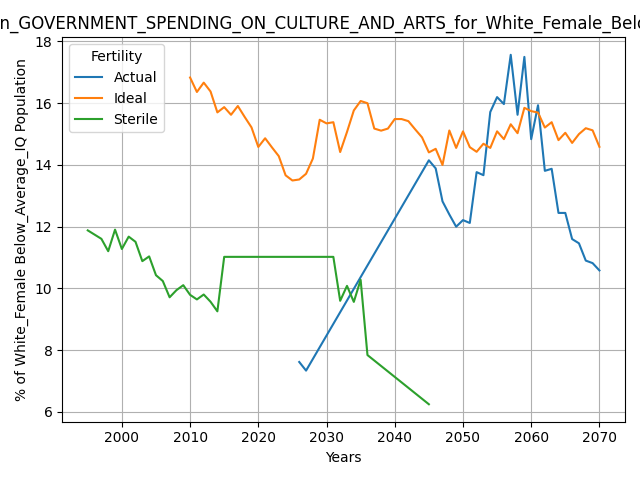 n_GOVERNMENT_SPENDING_ON_CULTURE_AND_ARTS_for_White_Female_Belo
Fertility
Actual
Ideal
Sterile
% of White_Female Below_Average_IQ Population
18
16
14
12
10
8
6
2000 2010 2020 2030 2040 2050 2060 2070
Years